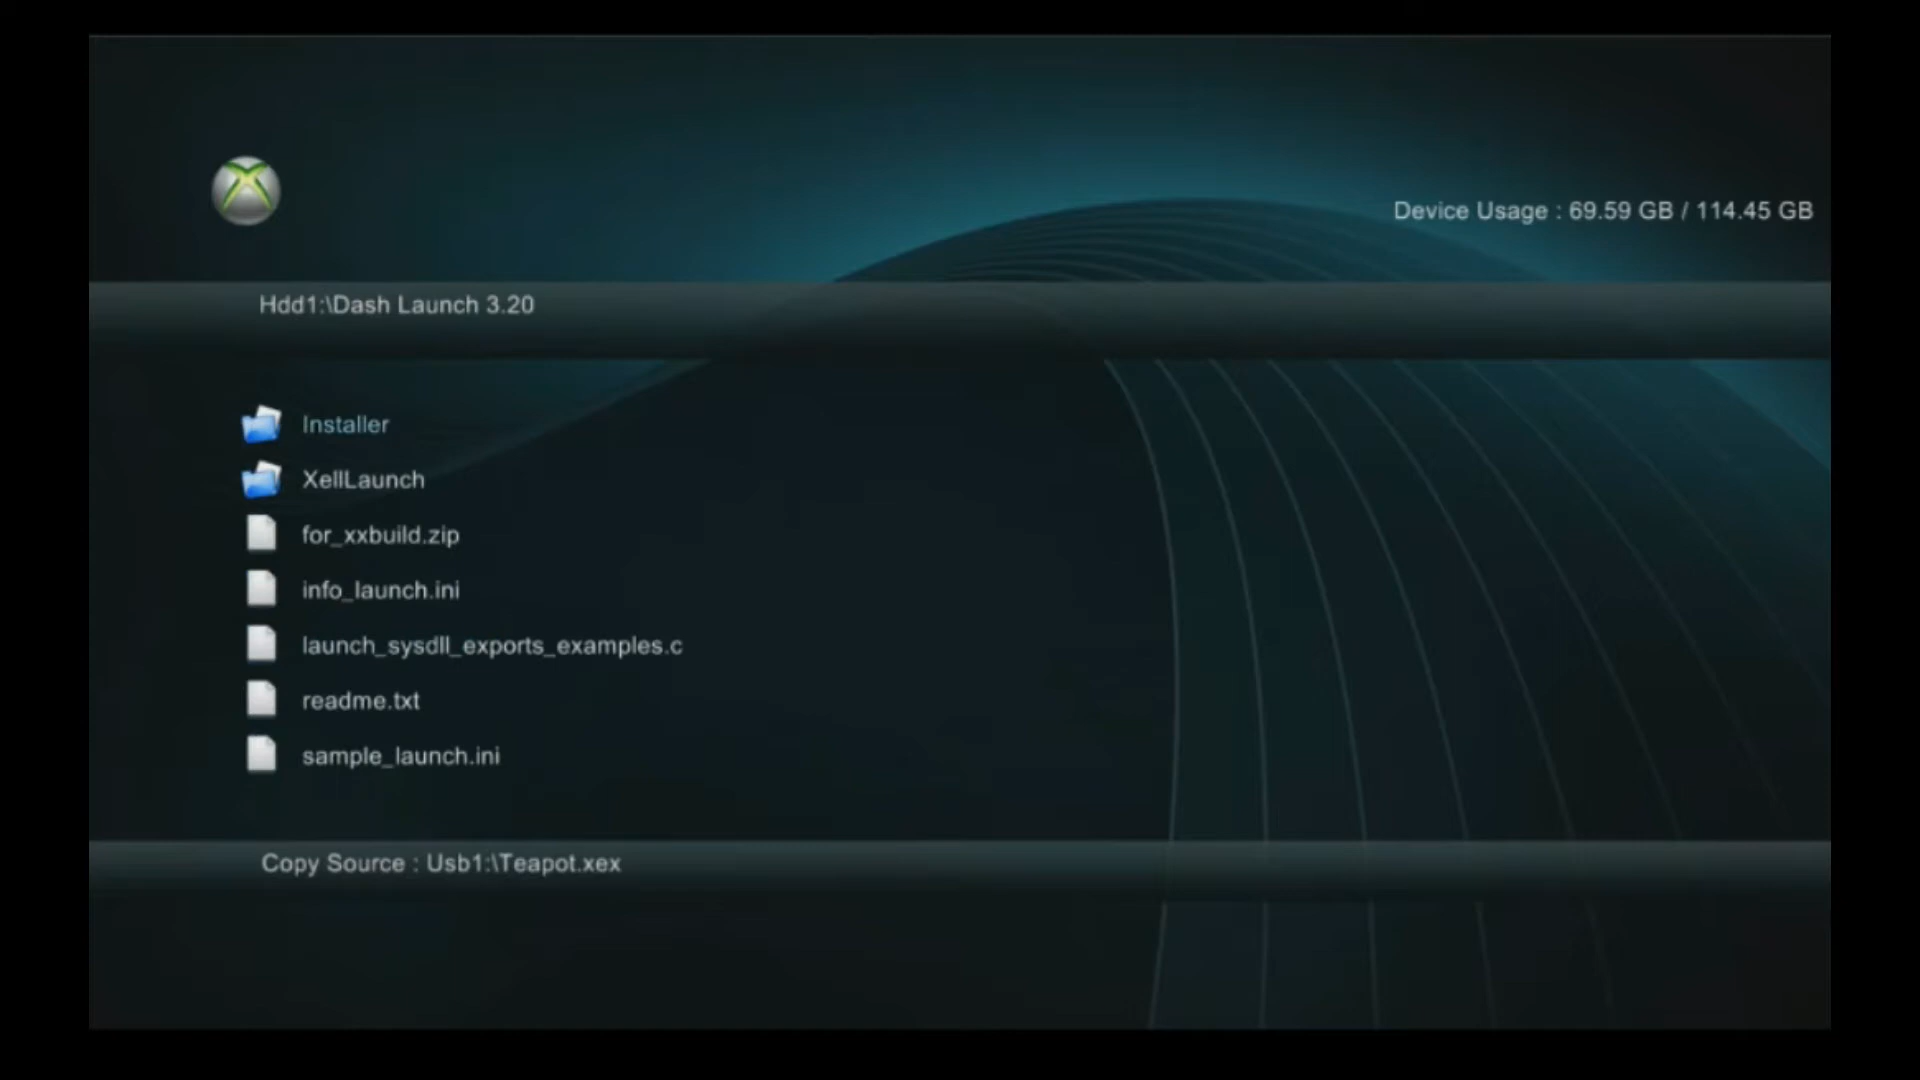 Device Usage : 69.59 GB / 114.45 GB
Hdd1:\Dash Launch 3.20
Installer
XellLaunch
for_xxbuild.zip
info_launch.ini
launch_sysdll_exports_examples.c
readme.txt
sample_launch.ini
Copy Source : Usb1:\Teapot.xex